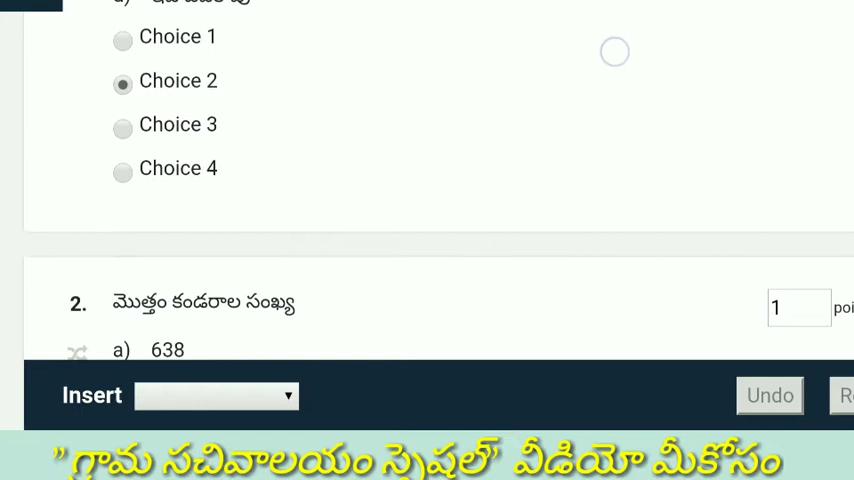 Choice 1
Choice 2
Choice 3
Choice 4
2. మొత్తం కండరాల సంఖ్య
1
a) 638
Insert
Undo
"గ్రామ సచివాలయం స్పెషల్" వీడియో మీకోసం